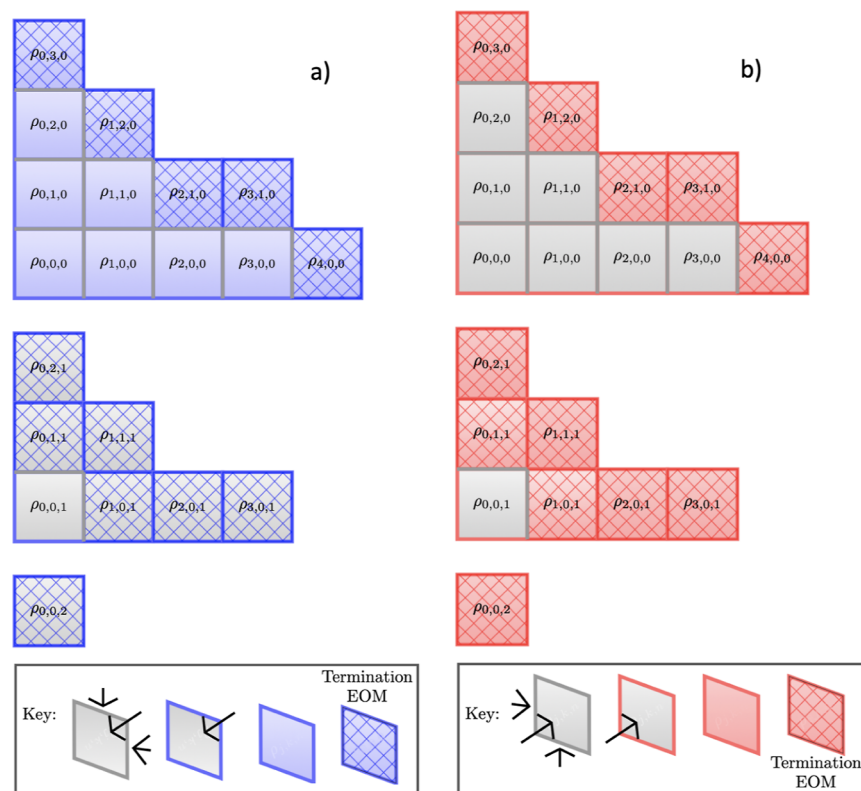 a)
ρ0,3,0
ρ0,2,0 ρ1,2,0
ρ0,1,0 ρ1,1,0 ρ2,1,0 ρ3,1,0
ρ0,0,0 ρ1,0,0 ρ2,0,0 ρ3,0,0 ρ4,0,0
ρ0,2,1
ρ0,1,1 ρ1,1,1
ρ0,0,1 ρ1,0,1 ρ2,0,1 ρ3,0,1
ρ0,0,2
Key:
Termination
EOM
b)
ρ0,3,0
ρ0,2,0 ρ1,2,0
ρ0,1,0 ρ1,1,0 ρ2,1,0 ρ3,1,0
ρ0,0,0 ρ1,0,0 ρ2,0,0 ρ3,0,0 ρ4,0,0
ρ0,2,1
ρ0,1,1 ρ1,1,1
ρ0,0,1 ρ1,0,1 ρ2,0,1 ρ3,0,1
ρ0,0,2
Key:
Termination
EOM